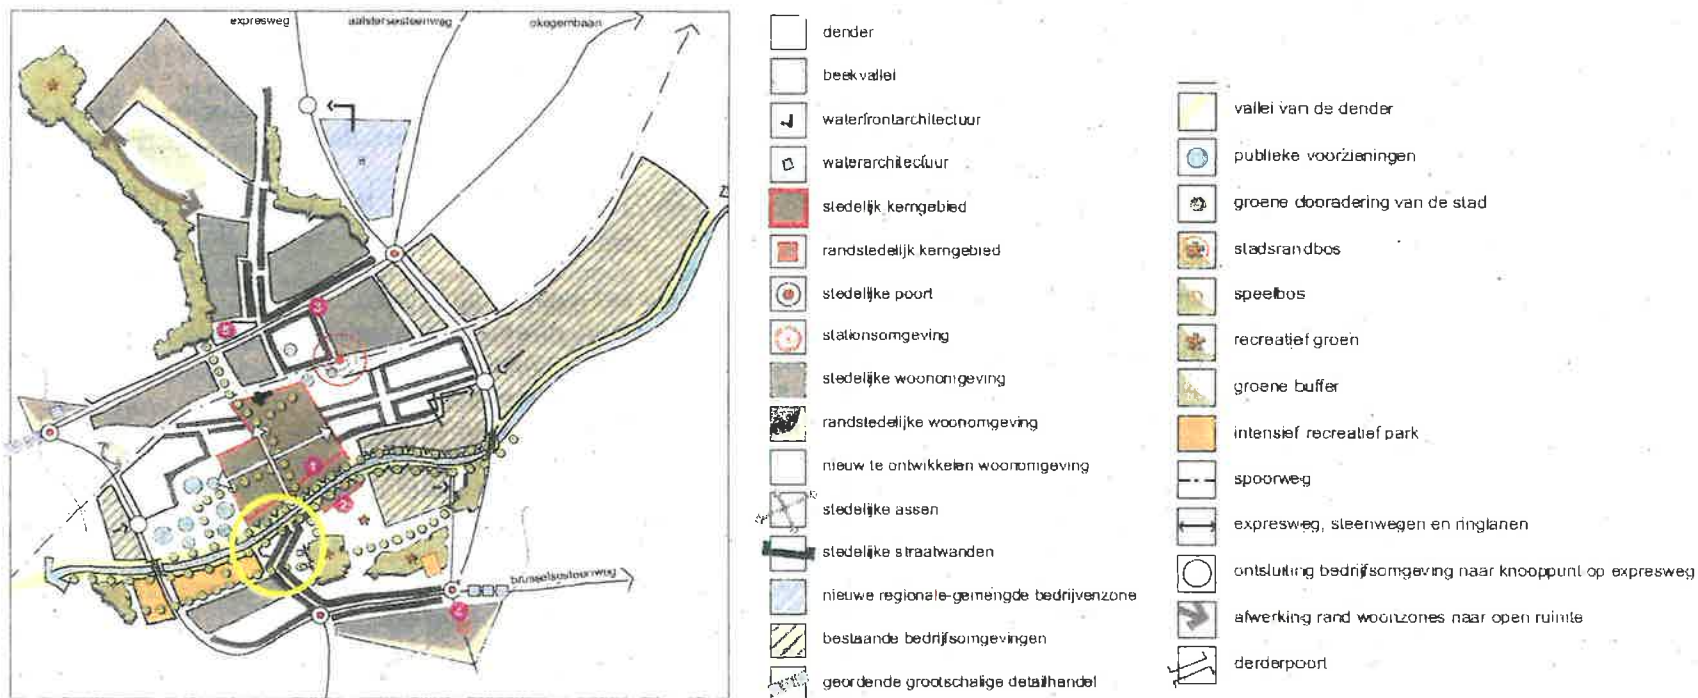 expresweg
aalstersesteenweg
okegembaan
brusselsesteenweg
dender
beekvallei
waterfrontarchitectuur
waterarchitectuur
stedelijk kerngebied
randstedelijk kerngebied
stedelijke poort
stationsomgeving
stedelijke woonomgeving
randstedelijke woonomgeving
nieuw te ontwikkelen woonomgeving
stedelijke assen
stedelijke straatwanden
nieuwe regionale-gemengde bedrijvenzone
bestaande bedrijfsomgevingen
geordende grootschalige detailhandel
vallei van de dender
publieke voorzieningen
groene dooradering van de stad
stadsrandbos
speelbos
recreatief groen
groene buffer
intensief recreatief park
spoorweg
expresweg, steenwegen en ringlanen
ontsluiting bedrijfsomgeving naar knooppunt op expresweg
afwerking rand woonzones naar open ruimte
derderpoort